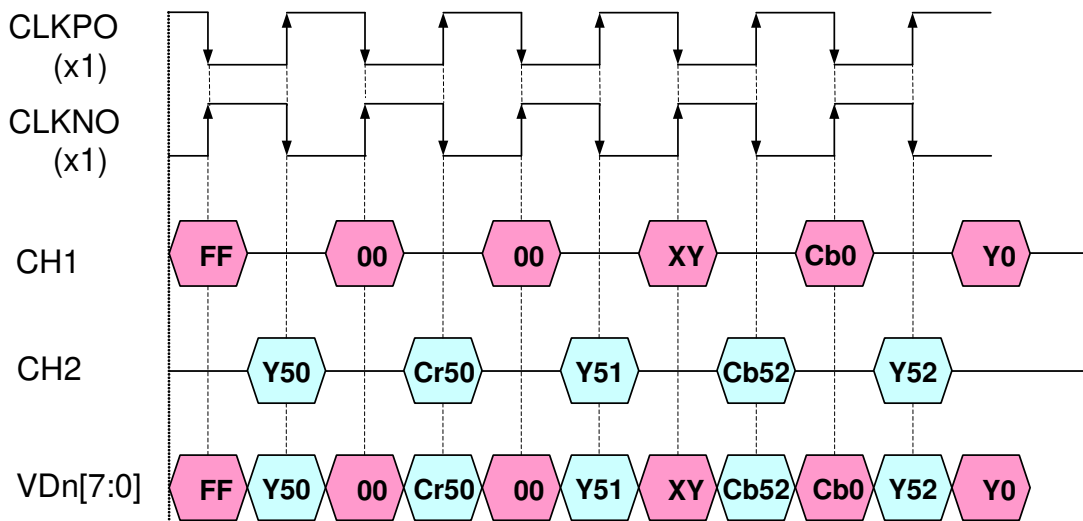 CLKPO
(x1)
CLKNO
(x1)
CH1 FF 00 00 XY Cb0 Y0
CH2 Y50 Cr50 Y51 Cb52 Y52
VDn[7:0] FF Y50 00 Cr50 00 Y51 XY Cb52 Cb0 Y52 Y0